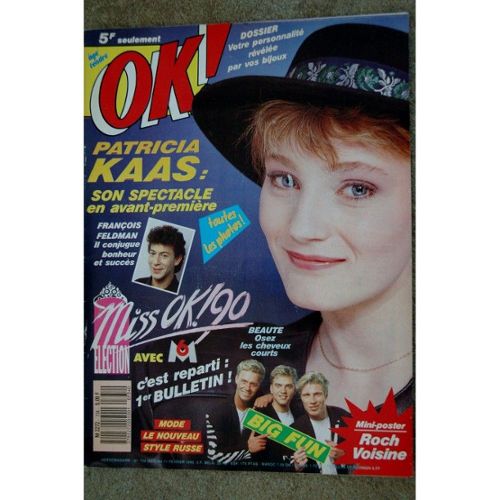 5F seulement
OK!
DOSSIER
Votre personnalité
révélée
par vos bijoux
PATRICIA
KAAS :
SON SPECTACLE
en avant-première
toutes
les photos!
FRANÇOIS
FELDMAN
Il conjugue
bonheur
et succès
Miss OK!90
ELECTION
AVEC M6
c'est reparti :
1er BULLETIN !
BEAUTE
Osez
les cheveux
courts
MODE
LE NOUVEAU
STYLE RUSSE
BIG FUN
Mini-poster
Roch
Voisine